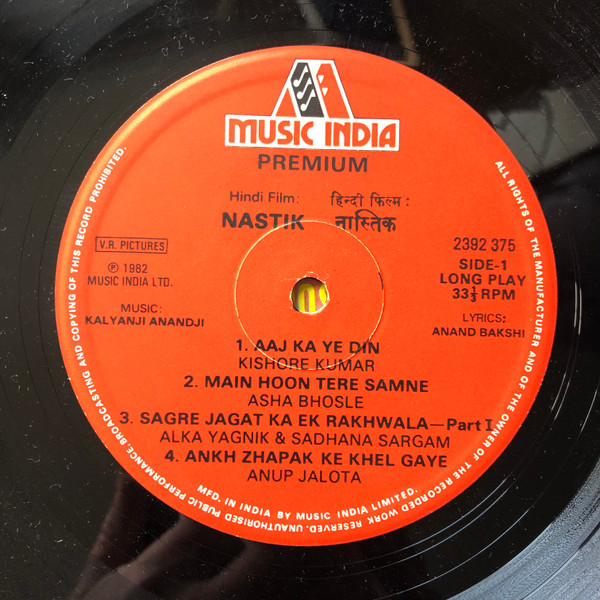 MUSIC INDIA
PREMIUM
Hindi Film: हिन्दी फिल्म :
NASTIK नास्तिक
V.R. PICTURES
℗ 1982
MUSIC INDIA LTD.
2392 375
SIDE-1
LONG PLAY
33⅓ RPM
MUSIC:
KALYANJI ANANDJI
LYRICS:
ANAND BAKSHI
1. AAJ KA YE DIN
KISHORE KUMAR
2. MAIN HOON TERE SAMNE
ASHA BHOSLE
3. SAGRE JAGAT KA EK RAKHWALA—Part I
ALKA YAGNIK & SADHANA SARGAM
4. ANKH ZHAPAK KE KHEL GAYE
ANUP JALOTA
MFD. IN INDIA BY MUSIC INDIA LIMITED.
ALL RIGHTS OF THE MANUFACTURER AND OF THE OWNER OF THE RECORDED WORK RESERVED. UNAUTHORISED PUBLIC PERFORMANCE, BROADCASTING AND COPYING OF THIS RECORD PROHIBITED.